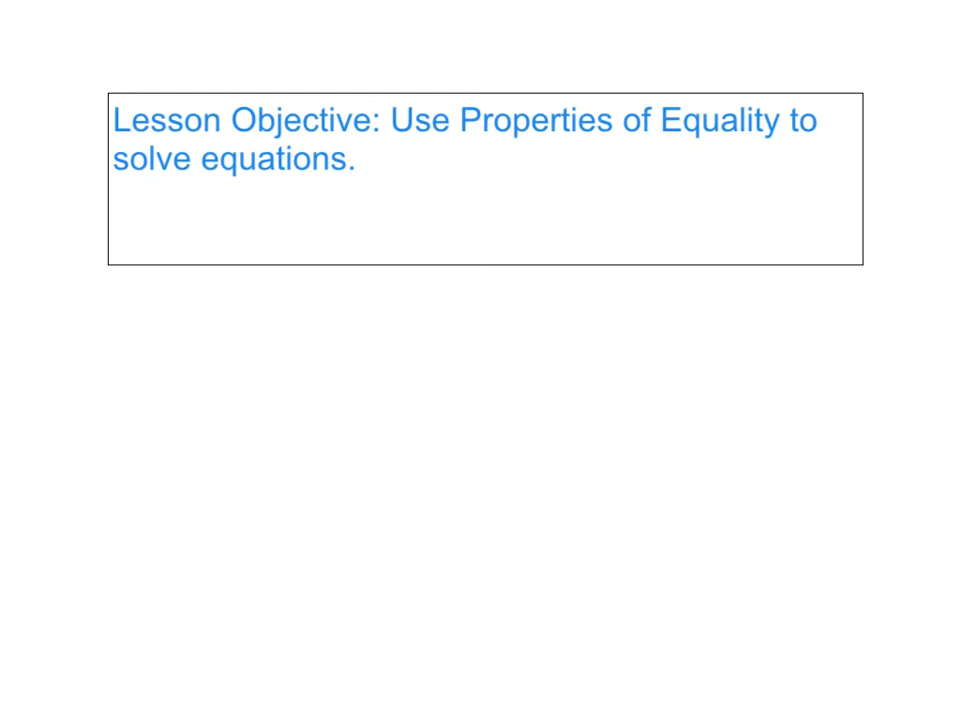 Lesson Objective: Use Properties of Equality to
solve equations.